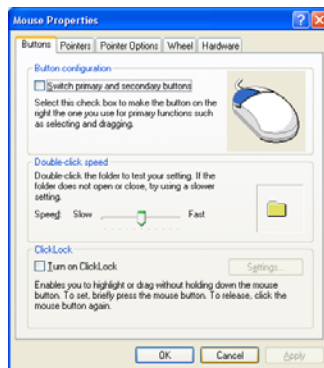 Mouse Properties
Buttons Pointers Pointer Options Wheel Hardware
Button configuration
Switch primary and secondary buttons
Select this check box to make the button on the
right the one you use for primary functions such
as selecting and dragging.
Double-click speed
Double-click the folder to test your setting. If the
folder does not open or close, try using a slower
setting.
Speed: Slow Fast
ClickLock
Turn on ClickLock Settings...
Enables you to highlight or drag without holding down the mouse
button. To set, briefly press the mouse button. To release, click the
mouse button again.
OK Cancel Apply